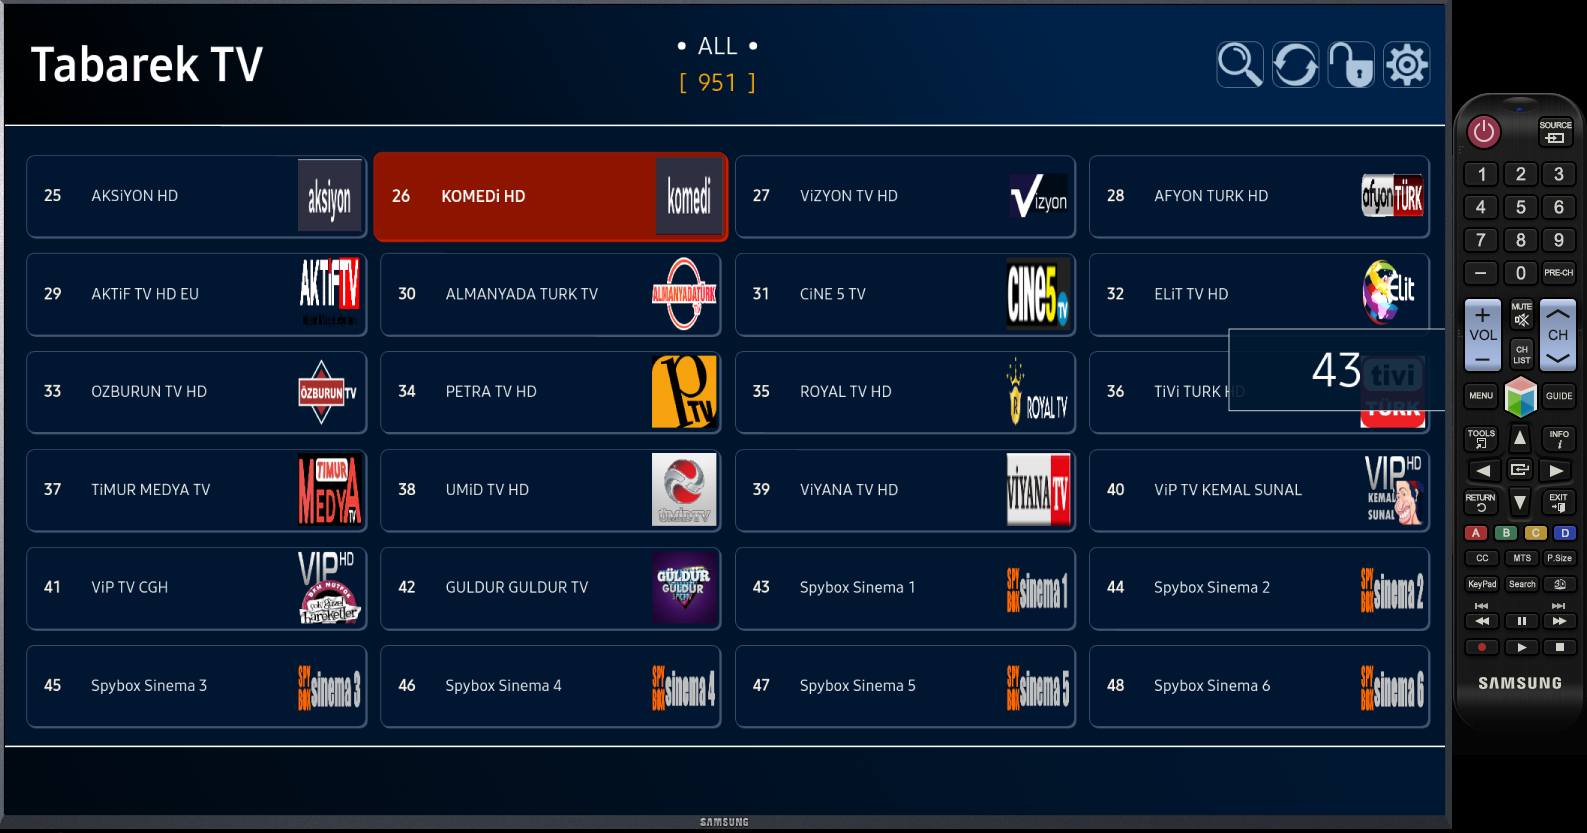 Tabarek TV
• ALL •
[ 951 ]
25 AKSiYON HD aksiyon
26 KOMEDi HD komedi
27 ViZYON TV HD Vizyon
28 AFYON TURK HD afyon TÜRK
29 AKTiF TV HD EU AKTiF TV
30 ALMANYADA TURK TV ALMANYADATÜRK
31 CiNE 5 TV CINE5 TV
32 ELiT TV HD Elit
33 OZBURUN TV HD ÖZBURUN TV
34 PETRA TV HD P TV
35 ROYAL TV HD R ROYAL TV
36 TiVi TURK HD tivi TÜRK
43
37 TiMUR MEDYA TV TIMUR MEDYA TV
38 UMiD TV HD ÜMİDTV
39 ViYANA TV HD VİYANA TV
40 ViP TV KEMAL SUNAL VIP HD KEMAL SUNAL
41 ViP TV CGH VIP HD BKM MUTFAK çok güzel hareketler
42 GULDUR GULDUR TV GÜLDÜR GÜLDÜR
43 Spybox Sinema 1 SPY BOX sinema 1
44 Spybox Sinema 2 SPY BOX sinema 2
45 Spybox Sinema 3 SPY BOX sinema 3
46 Spybox Sinema 4 SPY BOX sinema 4
47 Spybox Sinema 5 SPY BOX sinema 5
48 Spybox Sinema 6 SPY BOX sinema 6
SAMSUNG
SOURCE
1 2 3
4 5 6
7 8 9
– 0 PRE-CH
+ VOL –
MUTE
CH LIST
CH
MENU GUIDE
TOOLS INFO i
RETURN EXIT
A B C D
CC MTS P.Size
KeyPad Search 3D
SAMSUNG